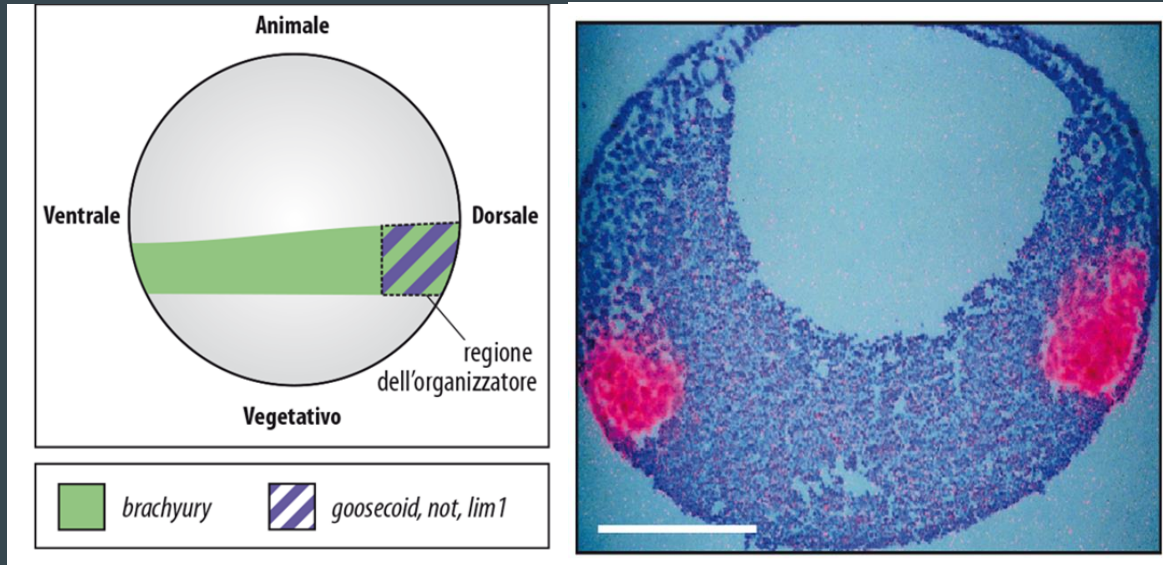 Animale
Ventrale
Dorsale
regione
dell'organizzatore
Vegetativo
brachyury
goosecoid, not, lim1